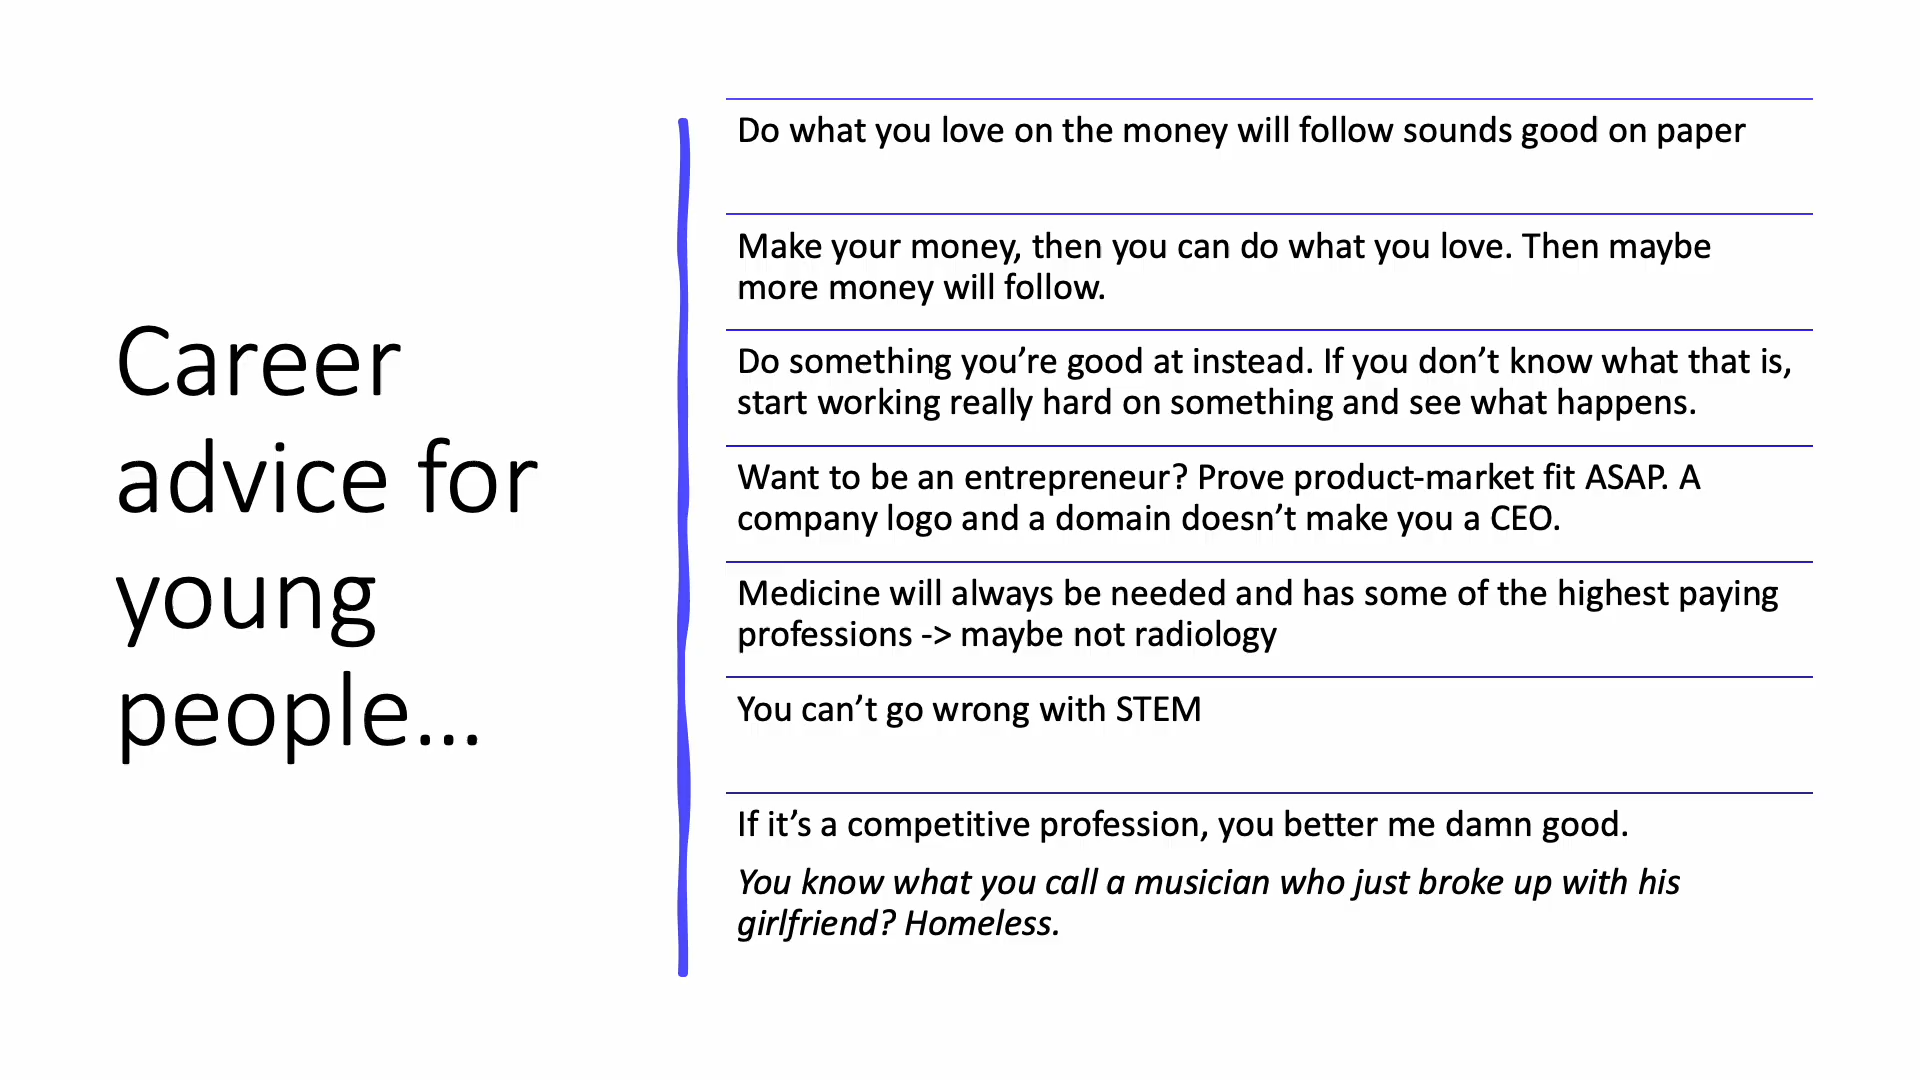 Career
advice for
young
people...
Do what you love on the money will follow sounds good on paper
Make your money, then you can do what you love. Then maybe
more money will follow.
Do something you’re good at instead. If you don’t know what that is,
start working really hard on something and see what happens.
Want to be an entrepreneur? Prove product-market fit ASAP. A
company logo and a domain doesn’t make you a CEO.
Medicine will always be needed and has some of the highest paying
professions -> maybe not radiology
You can’t go wrong with STEM
If it’s a competitive profession, you better me damn good.
You know what you call a musician who just broke up with his
girlfriend? Homeless.